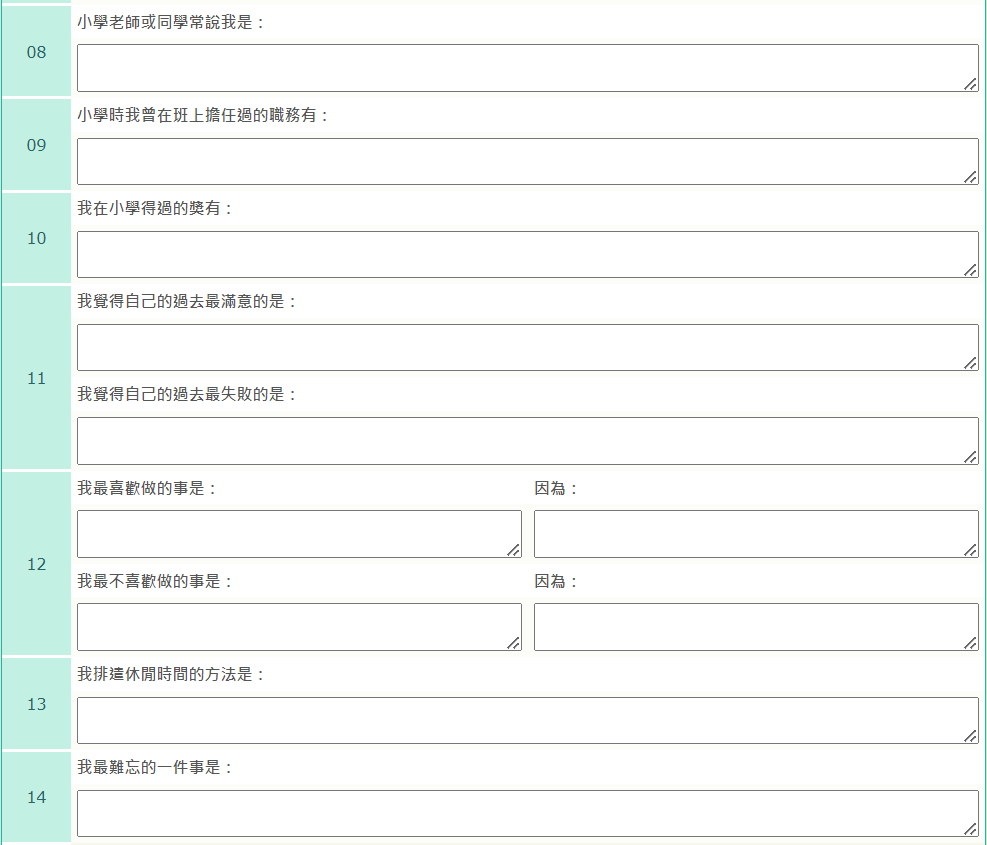 08
小學老師或同學常說我是：
09
小學時我曾在班上擔任過的職務有：
10
我在小學得過的獎有：
11
我覺得自己的過去最滿意的是：
我覺得自己的過去最失敗的是：
12
我最喜歡做的事是： 因為：
我最不喜歡做的事是： 因為：
13
我排遣休閒時間的方法是：
14
我最難忘的一件事是：